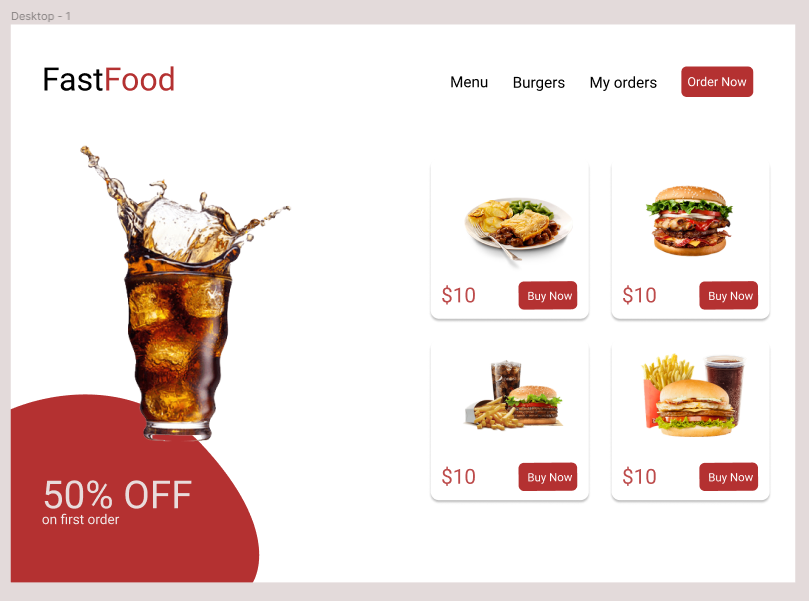 Desktop - 1
FastFood
Menu Burgers My orders Order Now
$10 Buy Now
$10 Buy Now
$10 Buy Now
$10 Buy Now
50% OFF
on first order